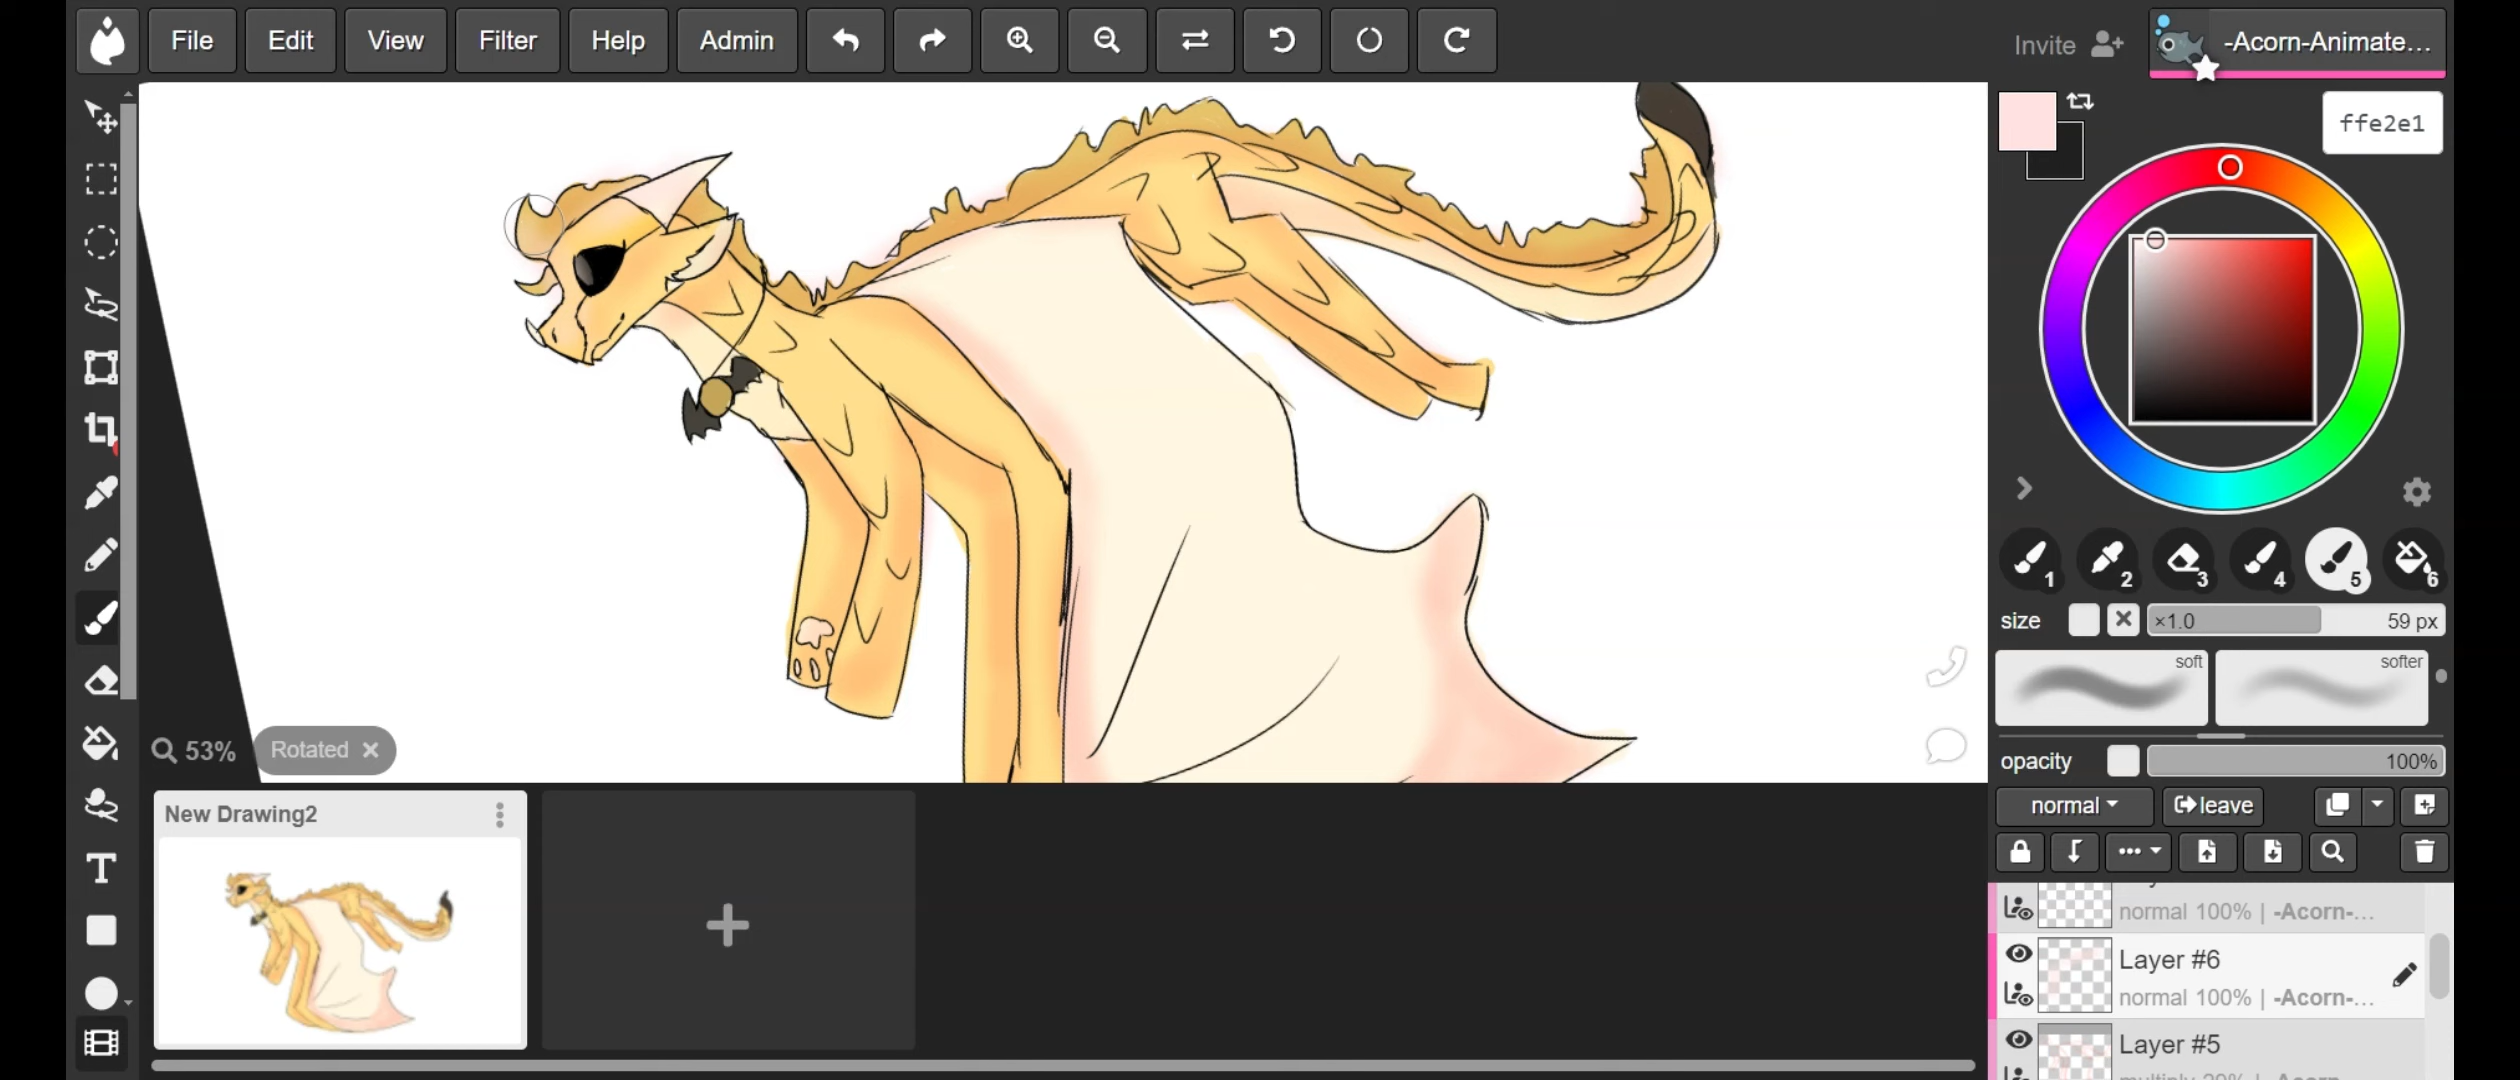 File Edit View Filter Help Admin
Invite -Acorn-Animate...
ffe2e1
1 2 3 4 5 6
size ×1.0 59 px
soft softer
53% Rotated
opacity 100%
New Drawing2
normal leave
normal 100% | -Acorn-...
Layer #6
normal 100% | -Acorn-...
Layer #5